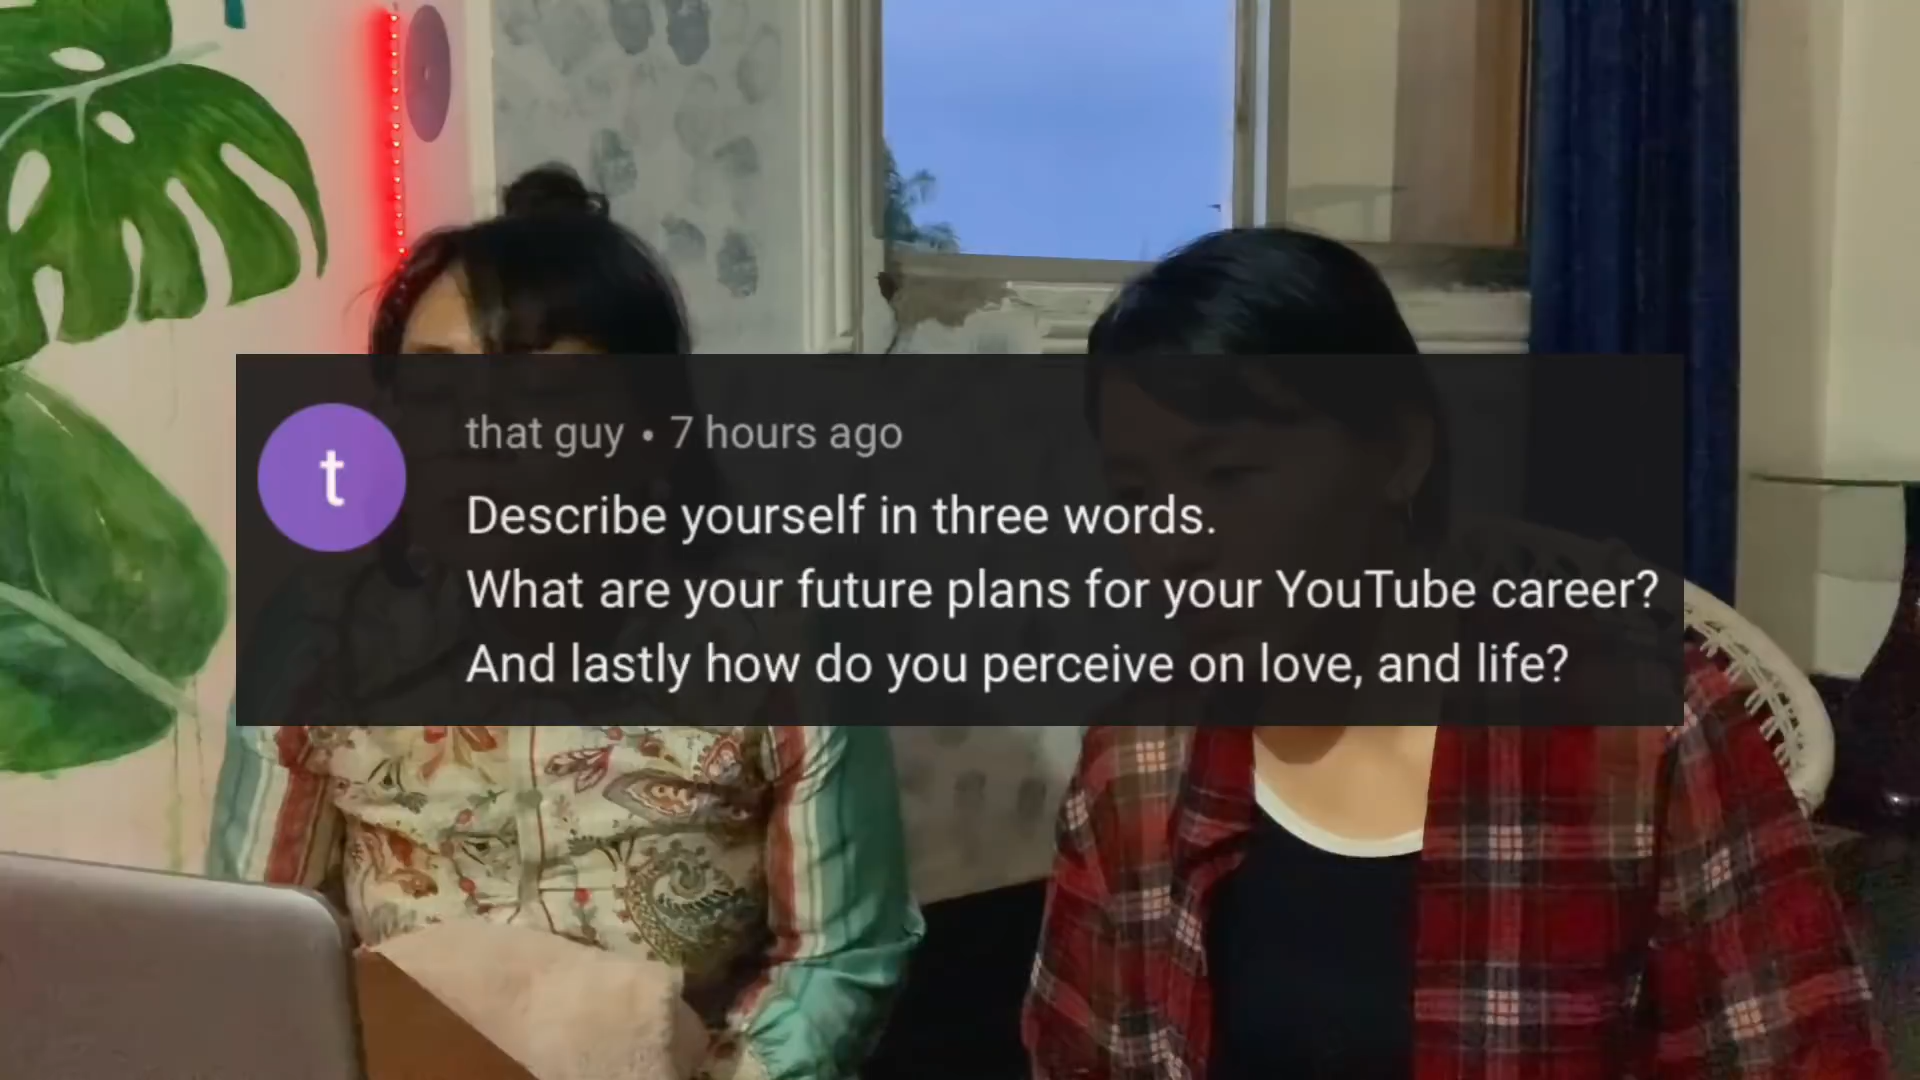 t
that guy • 7 hours ago
Describe yourself in three words.
What are your future plans for your YouTube career?
And lastly how do you perceive on love, and life?